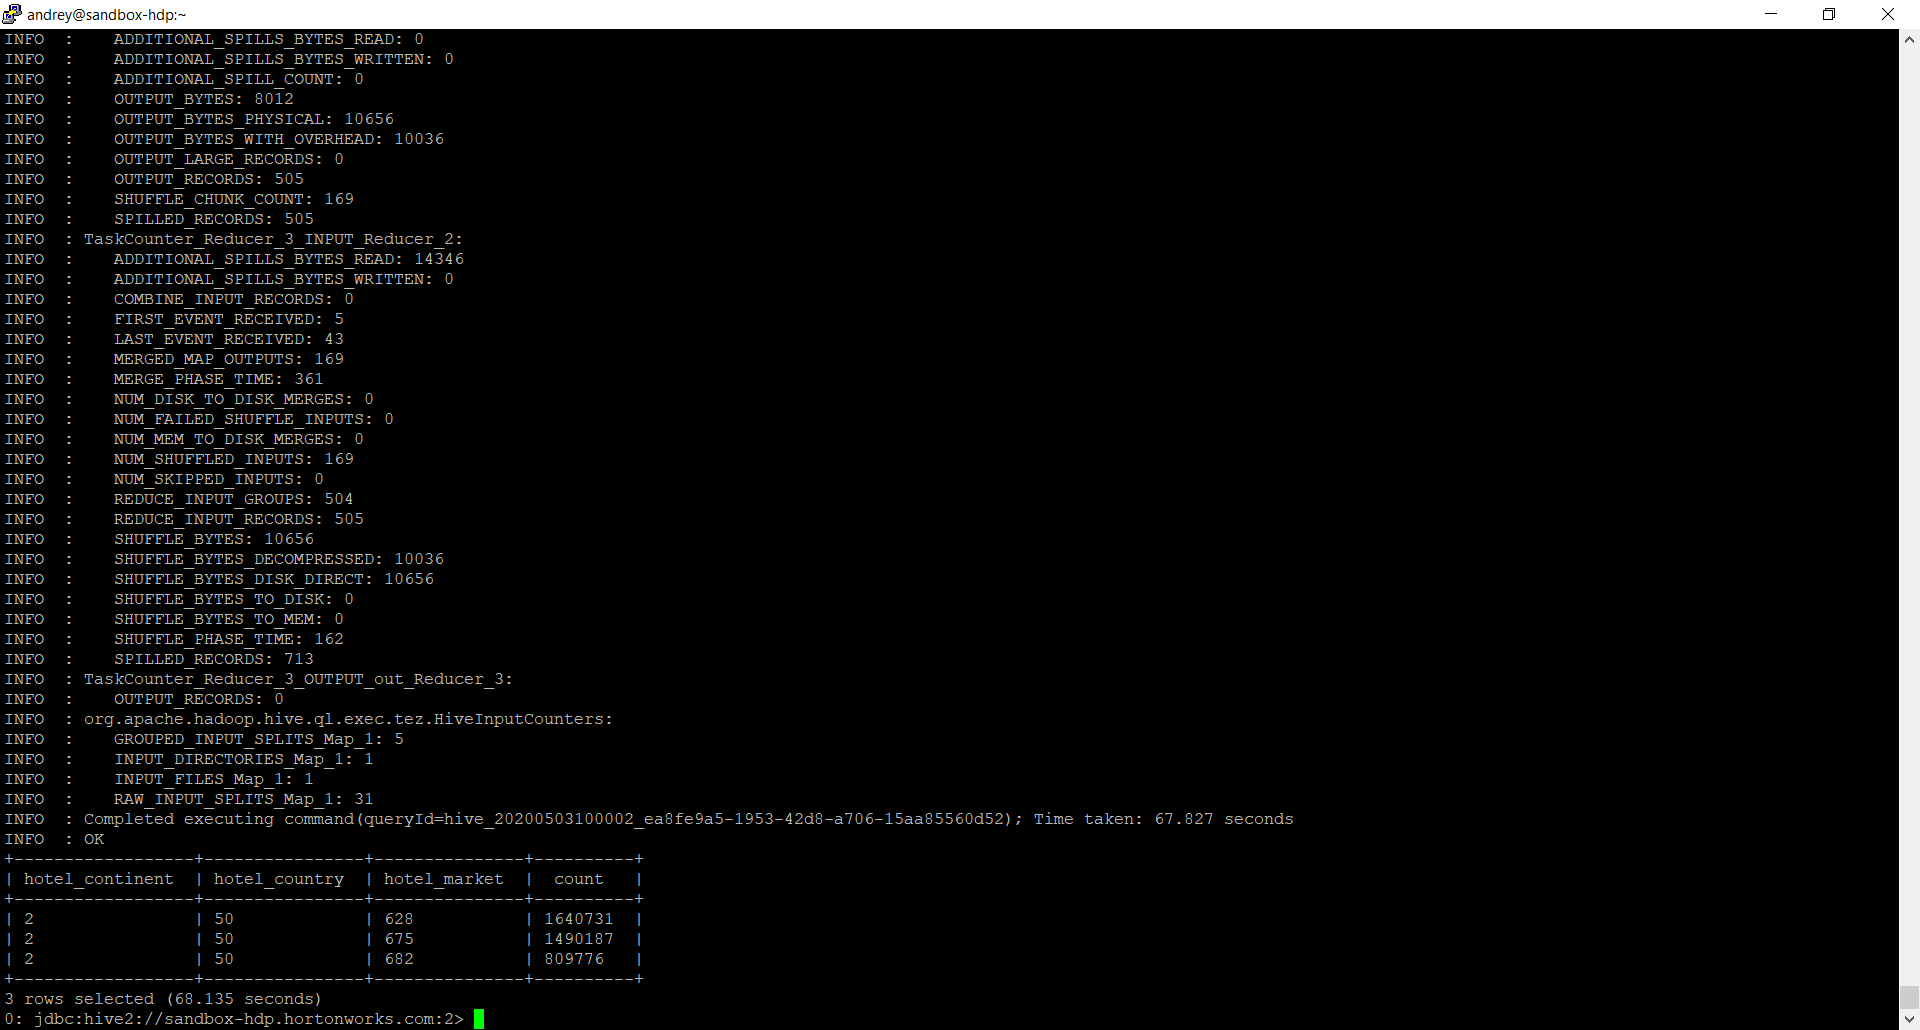 andrey@sandbox-hdp:~
INFO  :     ADDITIONAL_SPILLS_BYTES_READ: 0
INFO  :     ADDITIONAL_SPILLS_BYTES_WRITTEN: 0
INFO  :     ADDITIONAL_SPILL_COUNT: 0
INFO  :     OUTPUT_BYTES: 8012
INFO  :     OUTPUT_BYTES_PHYSICAL: 10656
INFO  :     OUTPUT_BYTES_WITH_OVERHEAD: 10036
INFO  :     OUTPUT_LARGE_RECORDS: 0
INFO  :     OUTPUT_RECORDS: 505
INFO  :     SHUFFLE_CHUNK_COUNT: 169
INFO  :     SPILLED_RECORDS: 505
INFO  : TaskCounter_Reducer_3_INPUT_Reducer_2:
INFO  :     ADDITIONAL_SPILLS_BYTES_READ: 14346
INFO  :     ADDITIONAL_SPILLS_BYTES_WRITTEN: 0
INFO  :     COMBINE_INPUT_RECORDS: 0
INFO  :     FIRST_EVENT_RECEIVED: 5
INFO  :     LAST_EVENT_RECEIVED: 43
INFO  :     MERGED_MAP_OUTPUTS: 169
INFO  :     MERGE_PHASE_TIME: 361
INFO  :     NUM_DISK_TO_DISK_MERGES: 0
INFO  :     NUM_FAILED_SHUFFLE_INPUTS: 0
INFO  :     NUM_MEM_TO_DISK_MERGES: 0
INFO  :     NUM_SHUFFLED_INPUTS: 169
INFO  :     NUM_SKIPPED_INPUTS: 0
INFO  :     REDUCE_INPUT_GROUPS: 504
INFO  :     REDUCE_INPUT_RECORDS: 505
INFO  :     SHUFFLE_BYTES: 10656
INFO  :     SHUFFLE_BYTES_DECOMPRESSED: 10036
INFO  :     SHUFFLE_BYTES_DISK_DIRECT: 10656
INFO  :     SHUFFLE_BYTES_TO_DISK: 0
INFO  :     SHUFFLE_BYTES_TO_MEM: 0
INFO  :     SHUFFLE_PHASE_TIME: 162
INFO  :     SPILLED_RECORDS: 713
INFO  : TaskCounter_Reducer_3_OUTPUT_out_Reducer_3:
INFO  :     OUTPUT_RECORDS: 0
INFO  : org.apache.hadoop.hive.ql.exec.tez.HiveInputCounters:
INFO  :     GROUPED_INPUT_SPLITS_Map_1: 5
INFO  :     INPUT_DIRECTORIES_Map_1: 1
INFO  :     INPUT_FILES_Map_1: 1
INFO  :     RAW_INPUT_SPLITS_Map_1: 31
INFO  : Completed executing command(queryId=hive_20200503100002_ea8fe9a5-1953-42d8-a706-15aa85560d52); Time taken: 67.827 seconds
INFO  : OK
+------------------+----------------+---------------+----------+
| hotel_continent  | hotel_country  | hotel_market  |  count   |
+------------------+----------------+---------------+----------+
| 2                | 50             | 628           | 1640731  |
| 2                | 50             | 675           | 1490187  |
| 2                | 50             | 682           | 809776   |
+------------------+----------------+---------------+----------+
3 rows selected (68.135 seconds)
0: jdbc:hive2://sandbox-hdp.hortonworks.com:2>